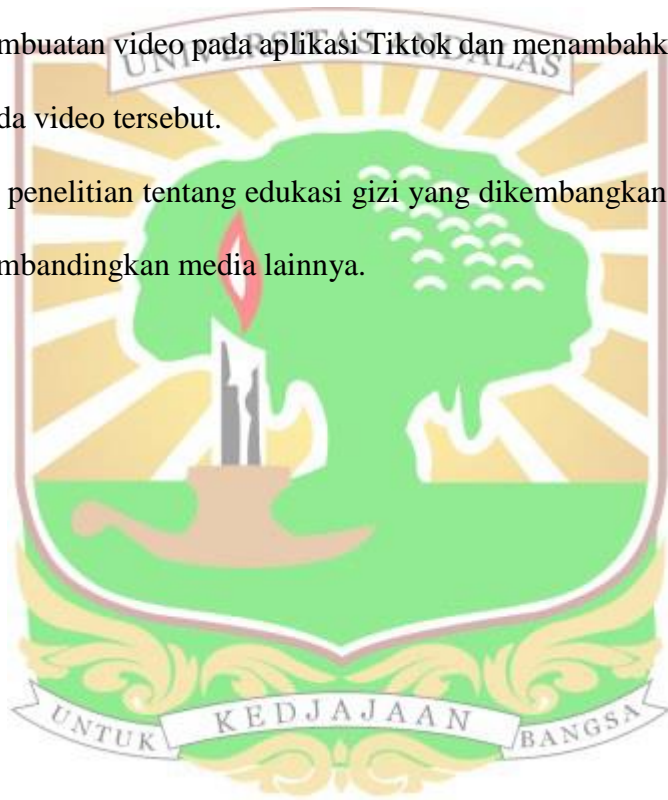 mbuatan video pada aplikasi Tiktok dan menambahk
UNIVERSITAS ANDALAS
da video tersebut.
penelitian tentang edukasi gizi yang dikembangkan
mbandingkan media lainnya.
UNTUK KEDJAJAAN BANGSA